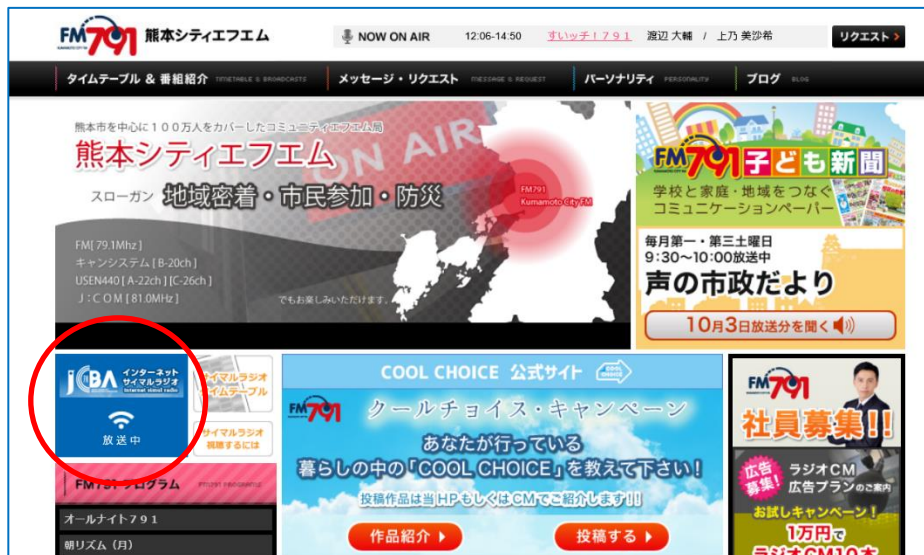 FM791 熊本シティエフエム
NOW ON AIR 12:06-14:50 すいッチ！791 渡辺 大輔 / 上乃 美沙希
リクエスト
タイムテーブル & 番組紹介 TIMETABLE & BROADCASTS
メッセージ・リクエスト MESSAGE & REQUEST
パーソナリティ PERSONALITY
ブログ BLOG
熊本市を中心に１００万人をカバーしたコミュニティエフエム局
熊本シティエフエム
ON AIR
スローガン 地域密着・市民参加・防災
FM791
Kumamoto City FM
FM[ 79.1Mhz ]
キャンシステム [ B-20ch ]
USEN440 [ A-22ch ] [C-26ch ]
J：COM [ 81.0MHz ]
でもお楽しみいただけます。
FM791 子ども新聞
学校と家庭・地域をつなぐ
コミュニケーションペーパー
毎月第一・第三土曜日
9:30～10:00放送中
声の市政だより
10月3日放送分を聞く
JCBA インターネット
サイマルラジオ
internet simul radio
放送中
サイマルラジオ
タイムテーブル
サイマルラジオ
視聴するには
FM791 プログラム FM791 PROGRAMS
オールナイト７９１
朝リズム（月）
COOL CHOICE 公式サイト
COOL CHOICE
FM791 クールチョイス・キャンペーン
あなたが行っている
暮らしの中の「COOL CHOICE」を教えて下さい！
投稿作品は当HPもしくはCMでご紹介します!!
作品紹介
投稿する
FM791
社員募集!!
広告募集！
ラジオCM
広告プランのご案内
お試しキャンペーン！
1万円で
ラジオCM10本